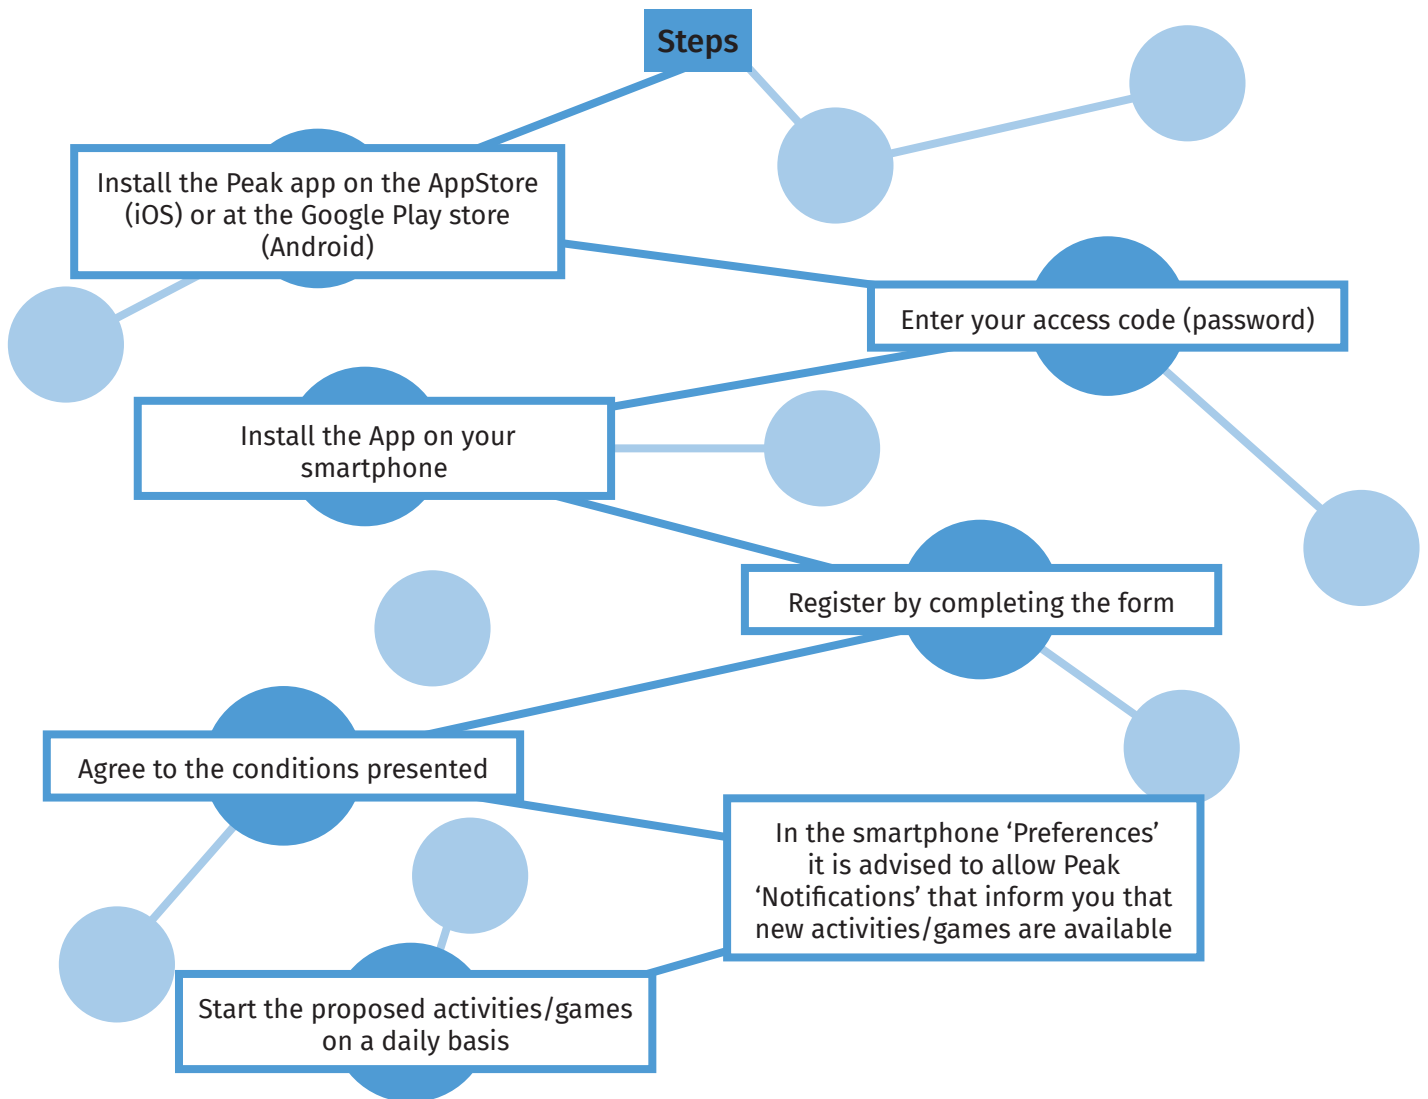 Steps
Install the Peak app on the AppStore
(iOS) or at the Google Play store
(Android)
Enter your access code (password)
Install the App on your
smartphone
Register by completing the form
Agree to the conditions presented
In the smartphone ‘Preferences’
it is advised to allow Peak
‘Notifications’ that inform you that
new activities/games are available
Start the proposed activities/games
on a daily basis